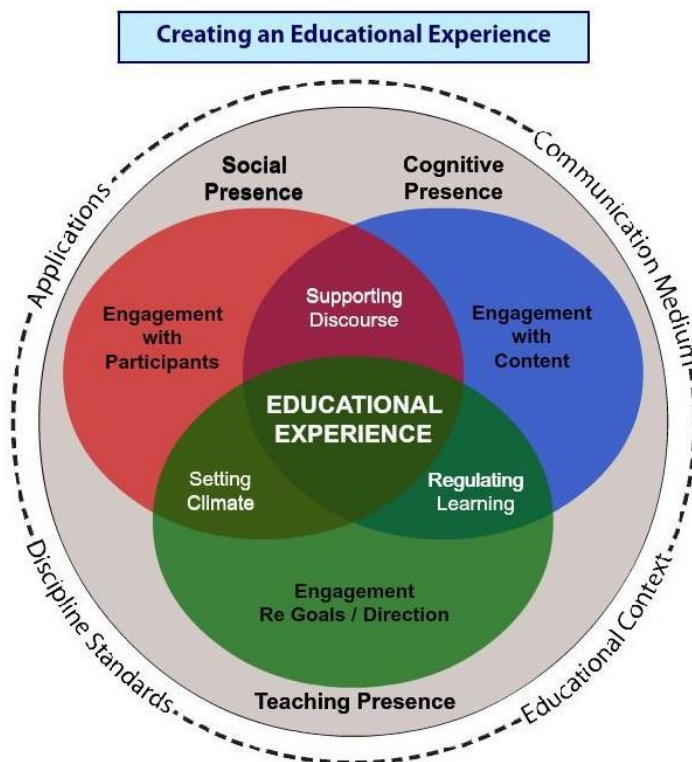 Creating an Educational Experience
Social
Presence
Cognitive
Presence
Applications
Communication Medium
Engagement
with
Participants
Supporting
Discourse
Engagement
with
Content
EDUCATIONAL
EXPERIENCE
Setting
Climate
Regulating
Learning
Engagement
Re Goals / Direction
Teaching Presence
Discipline Standards
Educational Context